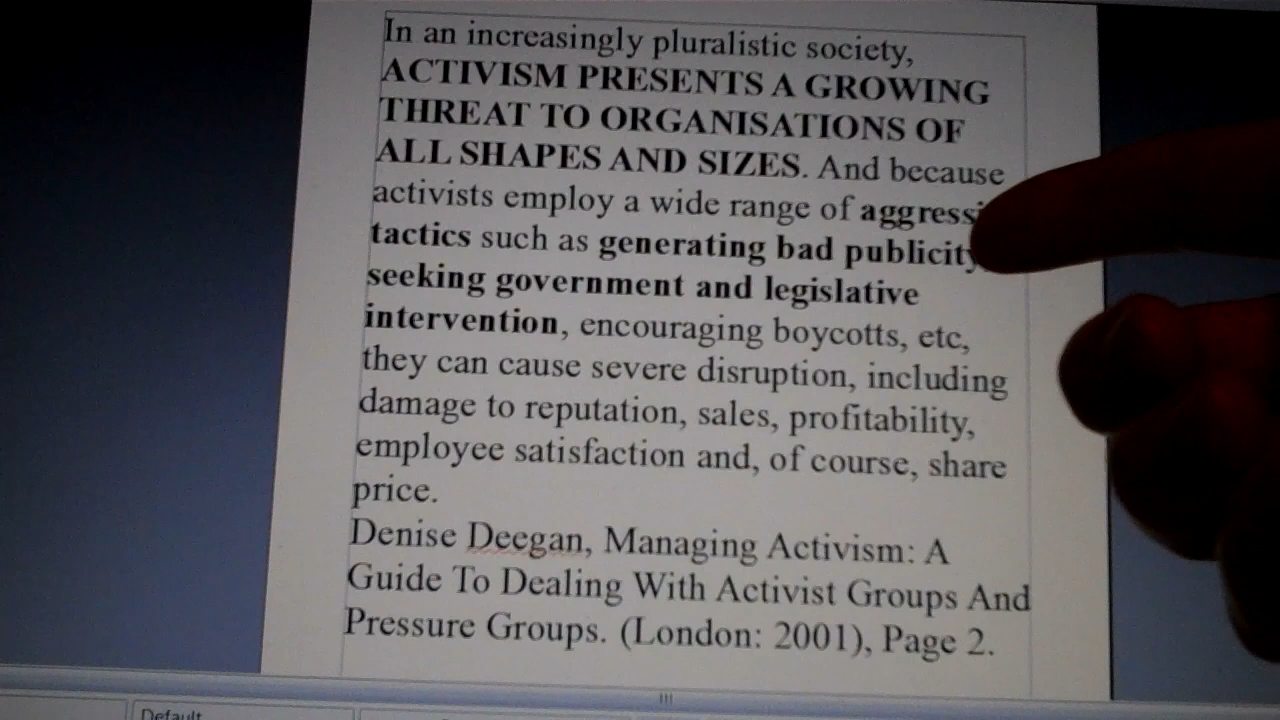 In an increasingly pluralistic society,
ACTIVISM PRESENTS A GROWING
THREAT TO ORGANISATIONS OF
ALL SHAPES AND SIZES. And because
activists employ a wide range of aggressi
tactics such as generating bad publicity
seeking government and legislative
intervention, encouraging boycotts, etc,
they can cause severe disruption, including
damage to reputation, sales, profitability,
employee satisfaction and, of course, share
price.
Denise Deegan, Managing Activism: A
Guide To Dealing With Activist Groups And
Pressure Groups. (London: 2001), Page 2.
Default